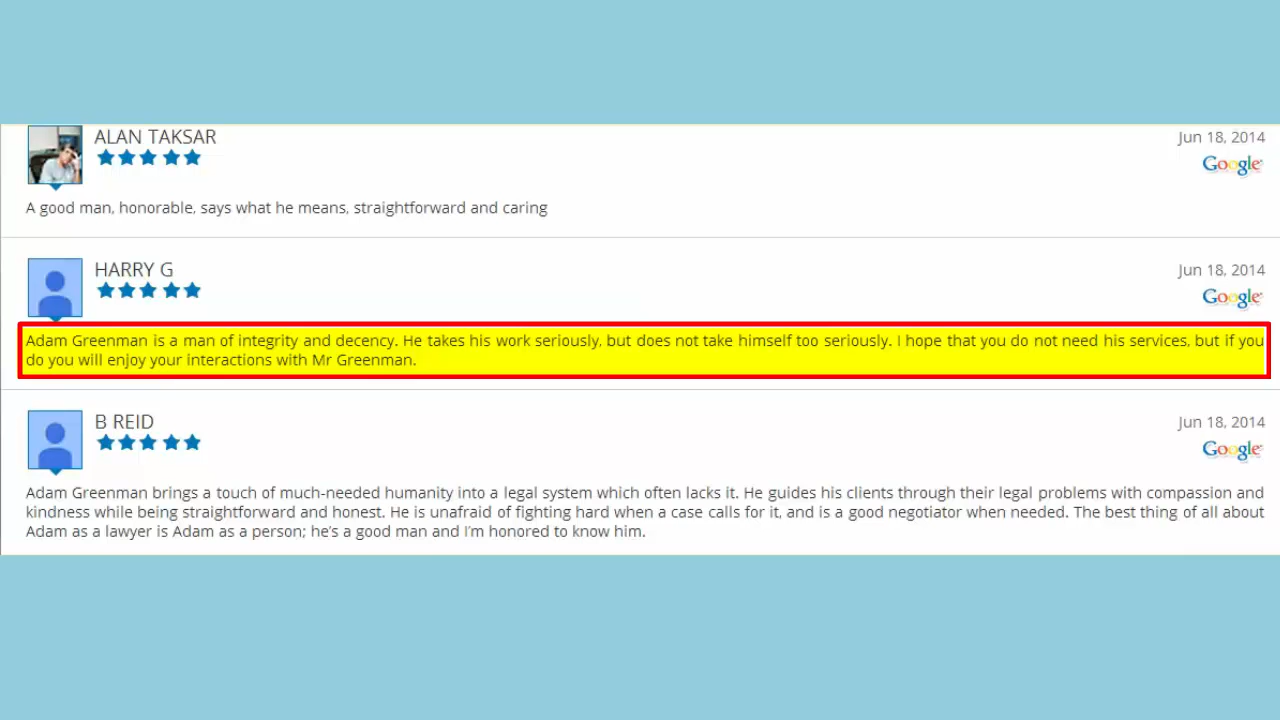 ALAN TAKSAR
Jun 18, 2014
Google
A good man, honorable, says what he means, straightforward and caring
HARRY G
Jun 18, 2014
Google
Adam Greenman is a man of integrity and decency. He takes his work seriously, but does not take himself too seriously. I hope that you do not need his services, but if you
do you will enjoy your interactions with Mr Greenman.
B REID
Jun 18, 2014
Google
Adam Greenman brings a touch of much-needed humanity into a legal system which often lacks it. He guides his clients through their legal problems with compassion and
kindness while being straightforward and honest. He is unafraid of fighting hard when a case calls for it, and is a good negotiator when needed. The best thing of all about
Adam as a lawyer is Adam as a person; he's a good man and I'm honored to know him.